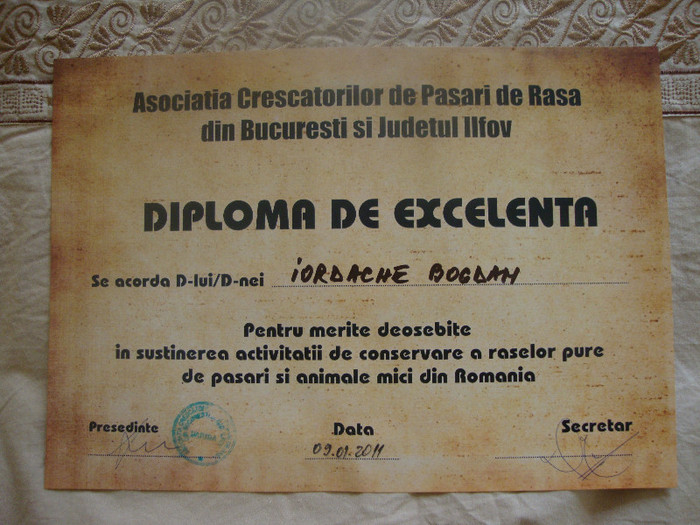 Asociatia Crescatorilor de Pasari de Rasa
din Bucuresti si Judetul Ilfov
DIPLOMA DE EXCELENTA
Se acorda D-lui/D-nei iORDACHE BOGDAN
Pentru merite deosebite
in sustinerea activitatii de conservare a raselor pure
de pasari si animale mici din Romania
Presedinte Data Secretar
09.01.2011